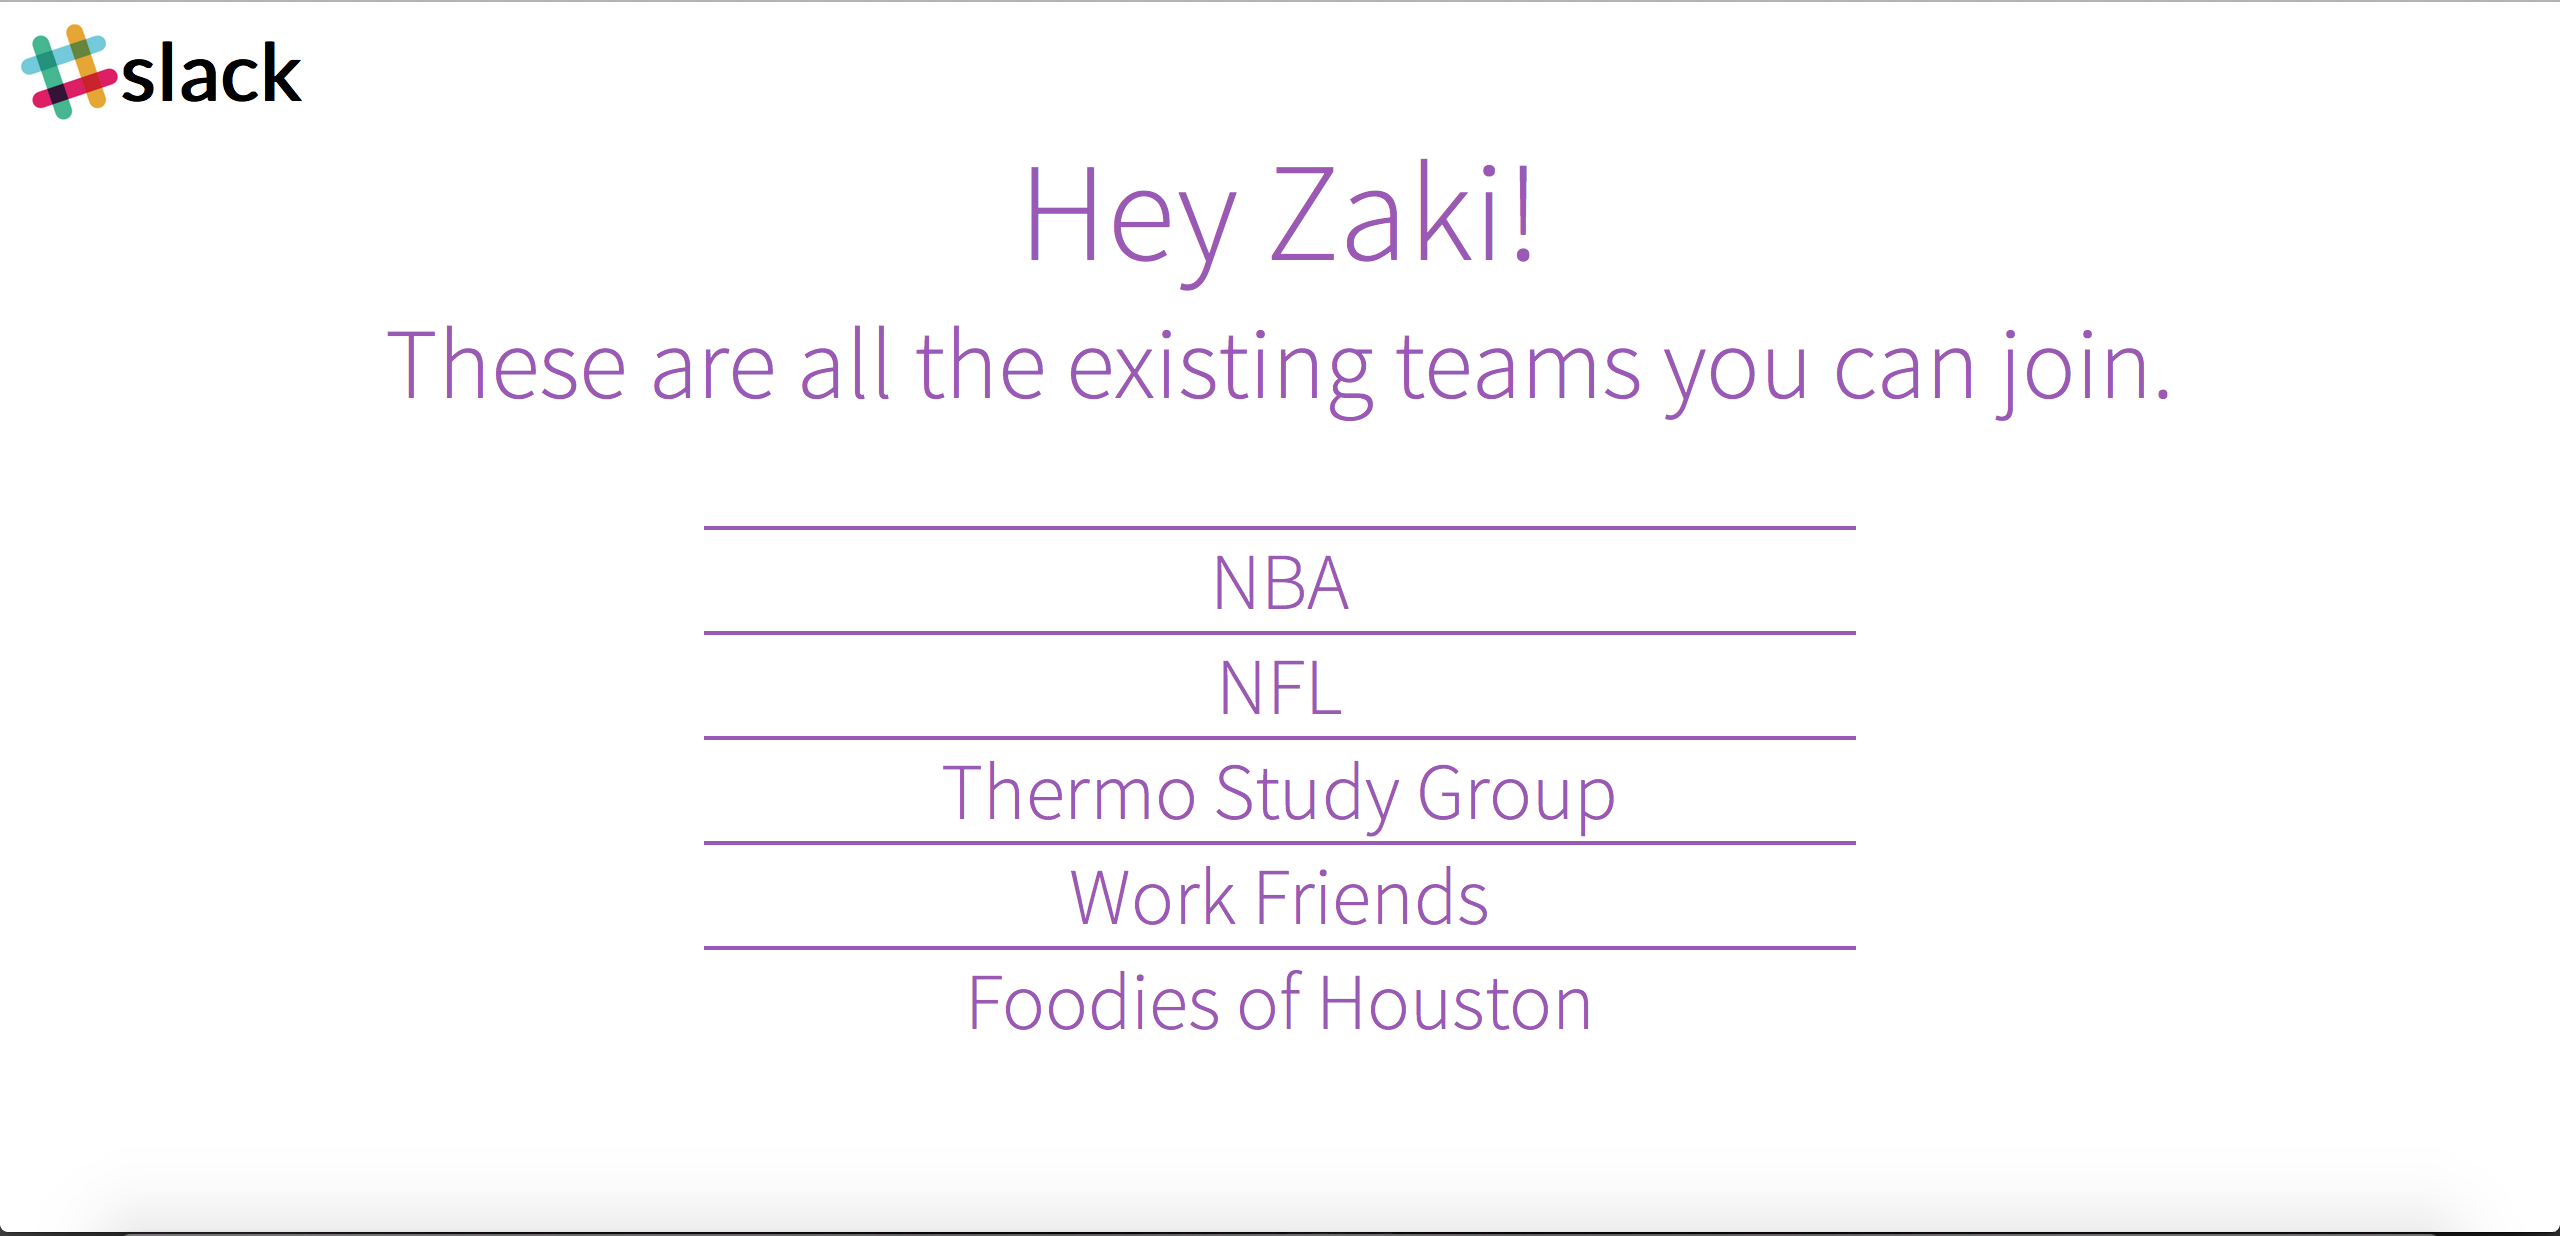 slack
Hey Zaki!
These are all the existing teams you can join.
NBA
NFL
Thermo Study Group
Work Friends
Foodies of Houston